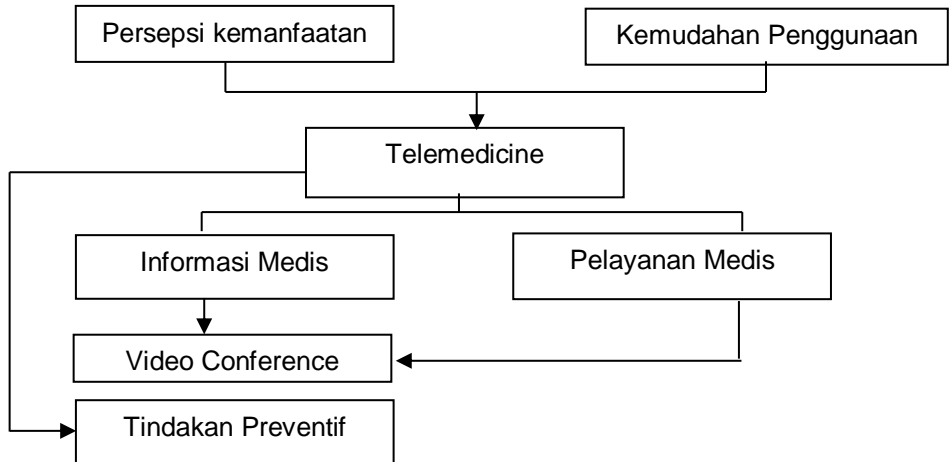 Persepsi kemanfaatan
Kemudahan Penggunaan
Telemedicine
Informasi Medis
Pelayanan Medis
Video Conference
Tindakan Preventif